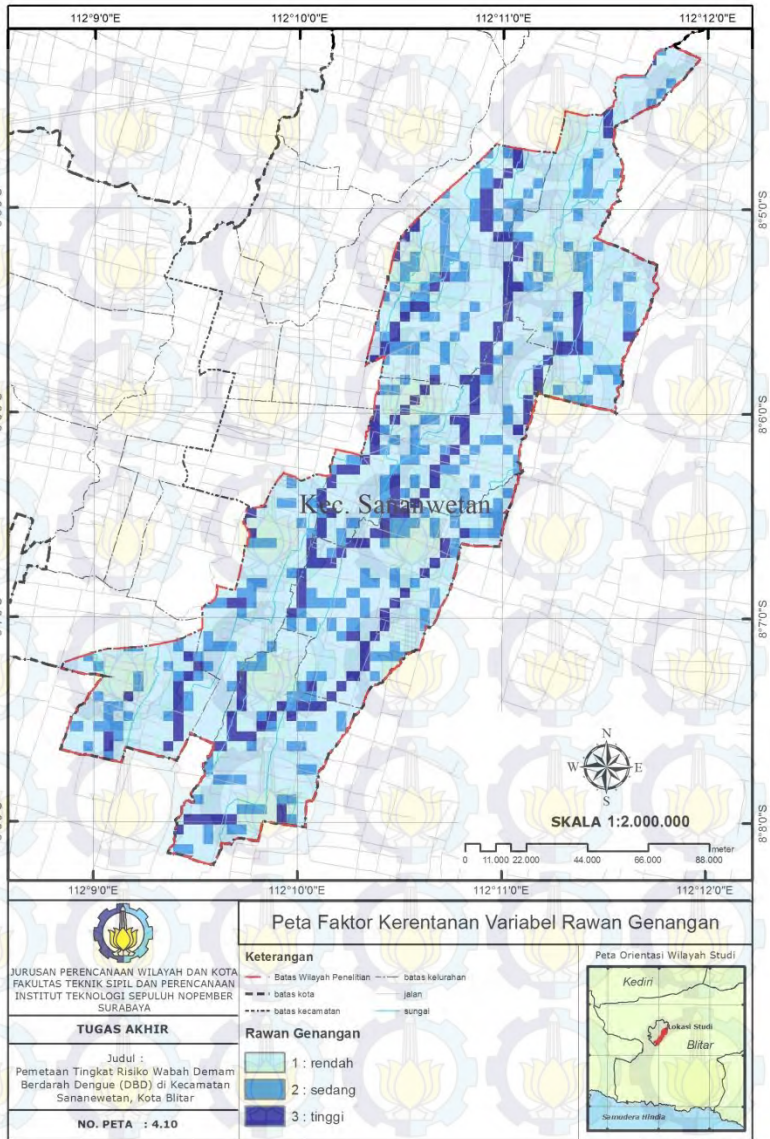 112°9'0"E 112°10'0"E 112°11'0"E 112°12'0"E
8°5'0"S
8°6'0"S
8°7'0"S
8°8'0"S
Kec. Sananwetan
N
W E
S
SKALA 1:2.000.000
0 11.000 22.000 44.000 66.000 88.000 meter
112°9'0"E 112°10'0"E 112°11'0"E 112°12'0"E
JURUSAN PERENCANAAN WILAYAH DAN KOTA
FAKULTAS TEKNIK SIPIL DAN PERENCANAAN
INSTITUT TEKNOLOGI SEPULUH NOPEMBER
SURABAYA
TUGAS AKHIR
Judul :
Pemetaan Tingkat Risiko Wabah Demam
Berdarah Dengue (DBD) di Kecamatan
Sananewetan, Kota Blitar
NO. PETA : 4.10
Peta Faktor Kerentanan Variabel Rawan Genangan
Keterangan
Batas Wilayah Penelitian
batas kota
batas kecamatan
batas kelurahan
jalan
sungai
Rawan Genangan
1 : rendah
2 : sedang
3 : tinggi
Peta Orientasi Wilayah Studi
Kediri
Lokasi Studi
Blitar
Samudera Hindia